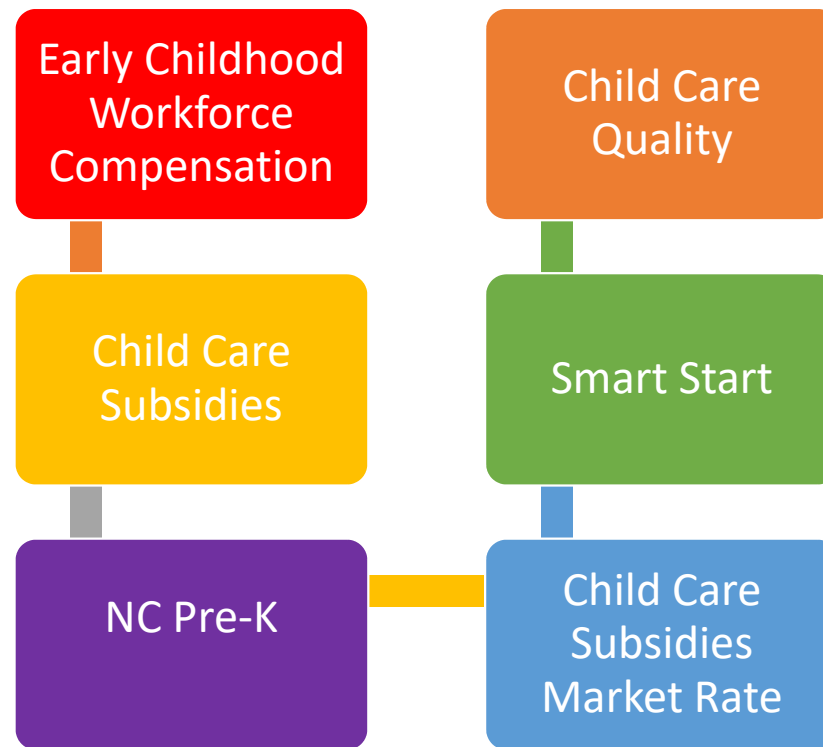 Early Childhood
Workforce
Compensation
Child Care
Subsidies
NC Pre-K
Child Care
Subsidies
Market Rate
Smart Start
Child Care
Quality